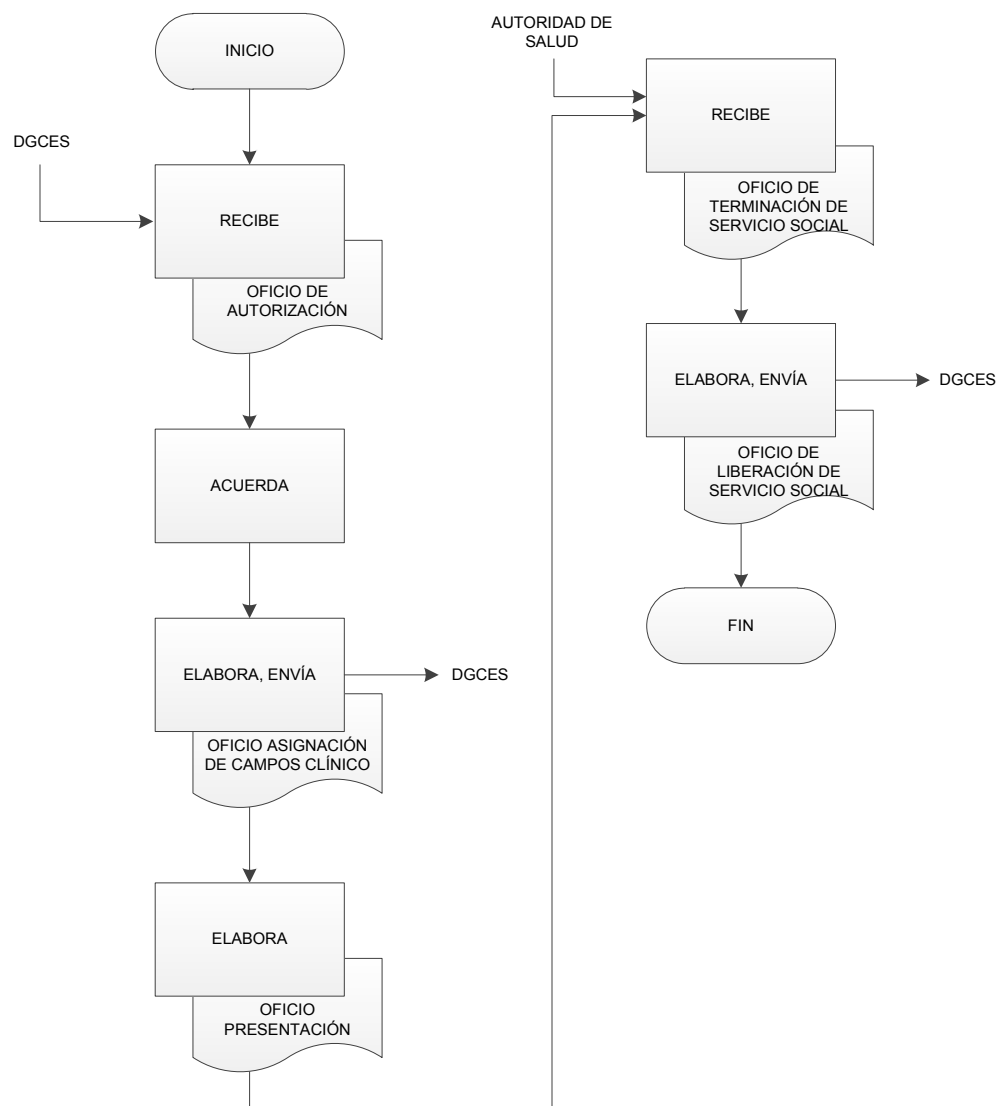 INICIO
DGCES
RECIBE
OFICIO DE
AUTORIZACIÓN
ACUERDA
ELABORA, ENVÍA
DGCES
OFICIO ASIGNACIÓN
DE CAMPOS CLÍNICO
ELABORA
OFICIO
PRESENTACIÓN
AUTORIDAD DE
SALUD
RECIBE
OFICIO DE
TERMINACIÓN DE
SERVICIO SOCIAL
ELABORA, ENVÍA
DGCES
OFICIO DE
LIBERACIÓN DE
SERVICIO SOCIAL
FIN